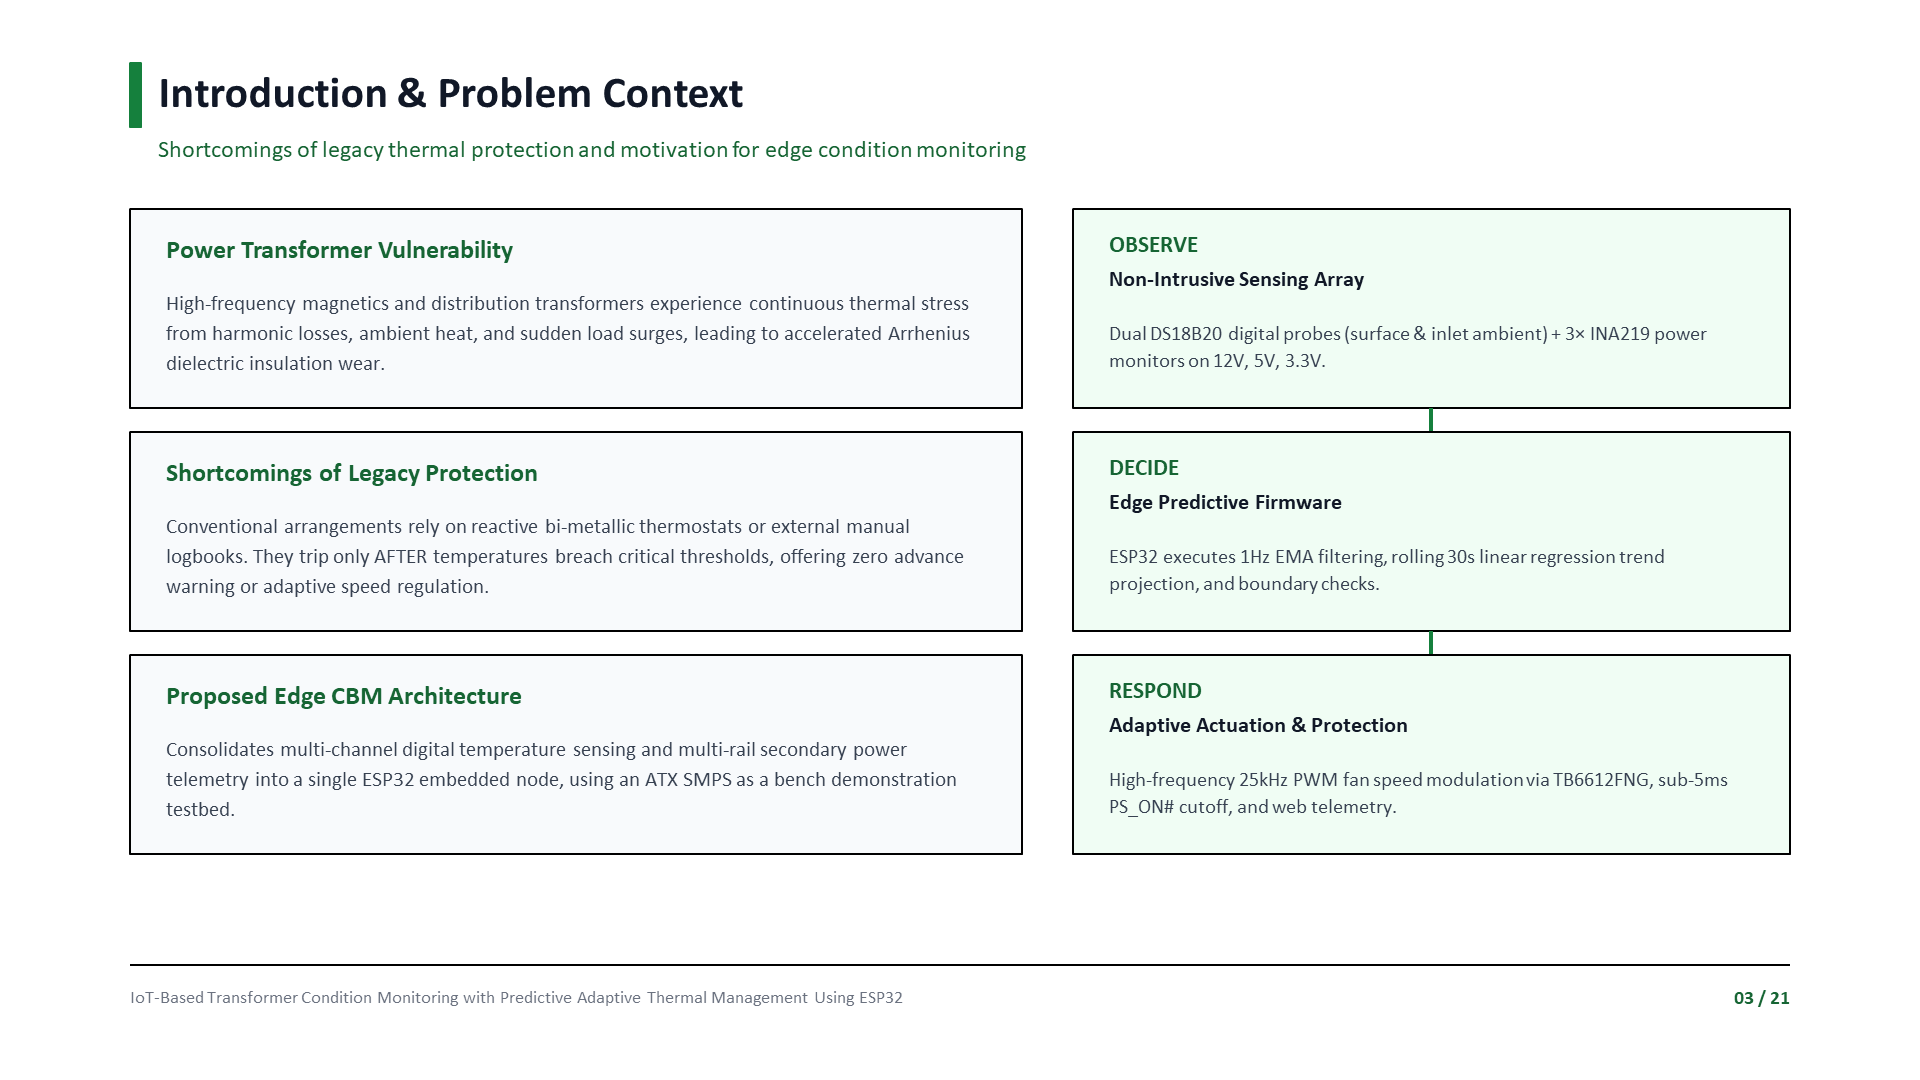 Introduction & Problem Context
Shortcomings of legacy thermal protection and motivation for edge condition monitoring
Power Transformer Vulnerability
High-frequency magnetics and distribution transformers experience continuous thermal stress
from harmonic losses, ambient heat, and sudden load surges, leading to accelerated Arrhenius
dielectric insulation wear.
Shortcomings of Legacy Protection
Conventional arrangements rely on reactive bi-metallic thermostats or external manual
logbooks. They trip only AFTER temperatures breach critical thresholds, offering zero advance
warning or adaptive speed regulation.
Proposed Edge CBM Architecture
Consolidates multi-channel digital temperature sensing and multi-rail secondary power
telemetry into a single ESP32 embedded node, using an ATX SMPS as a bench demonstration
testbed.
OBSERVE
Non-Intrusive Sensing Array
Dual DS18B20 digital probes (surface & inlet ambient) + 3× INA219 power
monitors on 12V, 5V, 3.3V.
DECIDE
Edge Predictive Firmware
ESP32 executes 1Hz EMA filtering, rolling 30s linear regression trend
projection, and boundary checks.
RESPOND
Adaptive Actuation & Protection
High-frequency 25kHz PWM fan speed modulation via TB6612FNG, sub-5ms
PS_ON# cutoff, and web telemetry.
IoT-Based Transformer Condition Monitoring with Predictive Adaptive Thermal Management Using ESP32
03 / 21